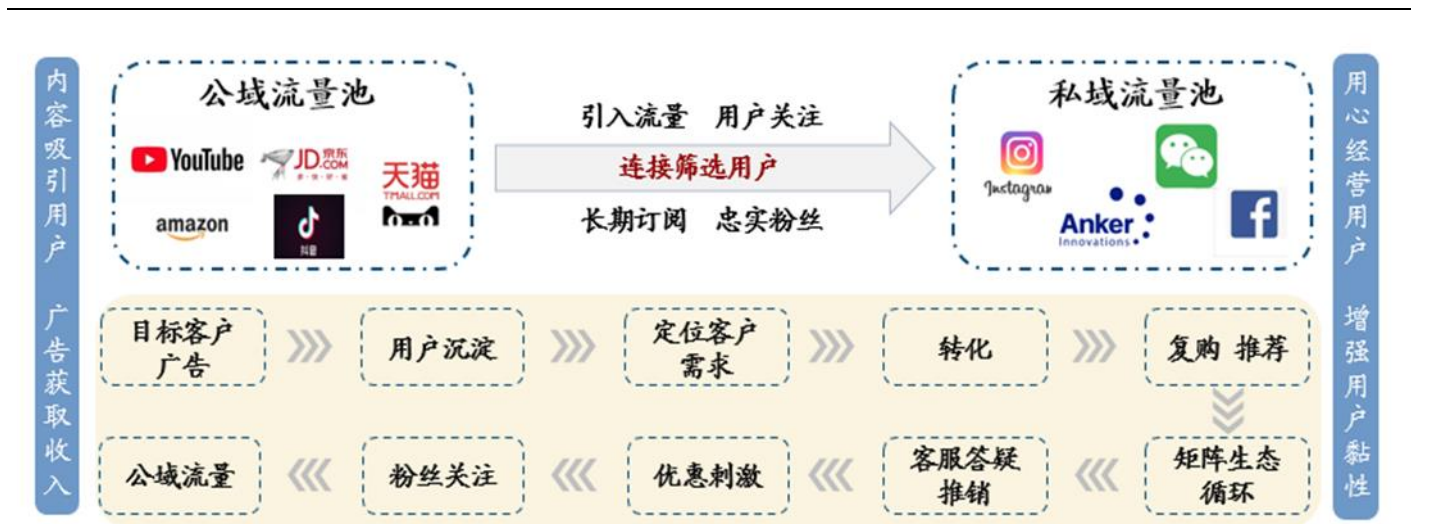 内容吸引用户 广告获取收入
公域流量池
YouTube
JD.COM 京东
多·快·好·省
天猫
TMALL.COM
amazon
抖音
引入流量 用户关注
连接筛选用户
长期订阅 忠实粉丝
私域流量池
Instagram
Anker
Innovations
f
用心经营用户 增强用户黏性
目标客户
广告
用户沉淀
定位客户
需求
转化
复购 推荐
公域流量
粉丝关注
优惠刺激
客服答疑
推销
矩阵生态
循环